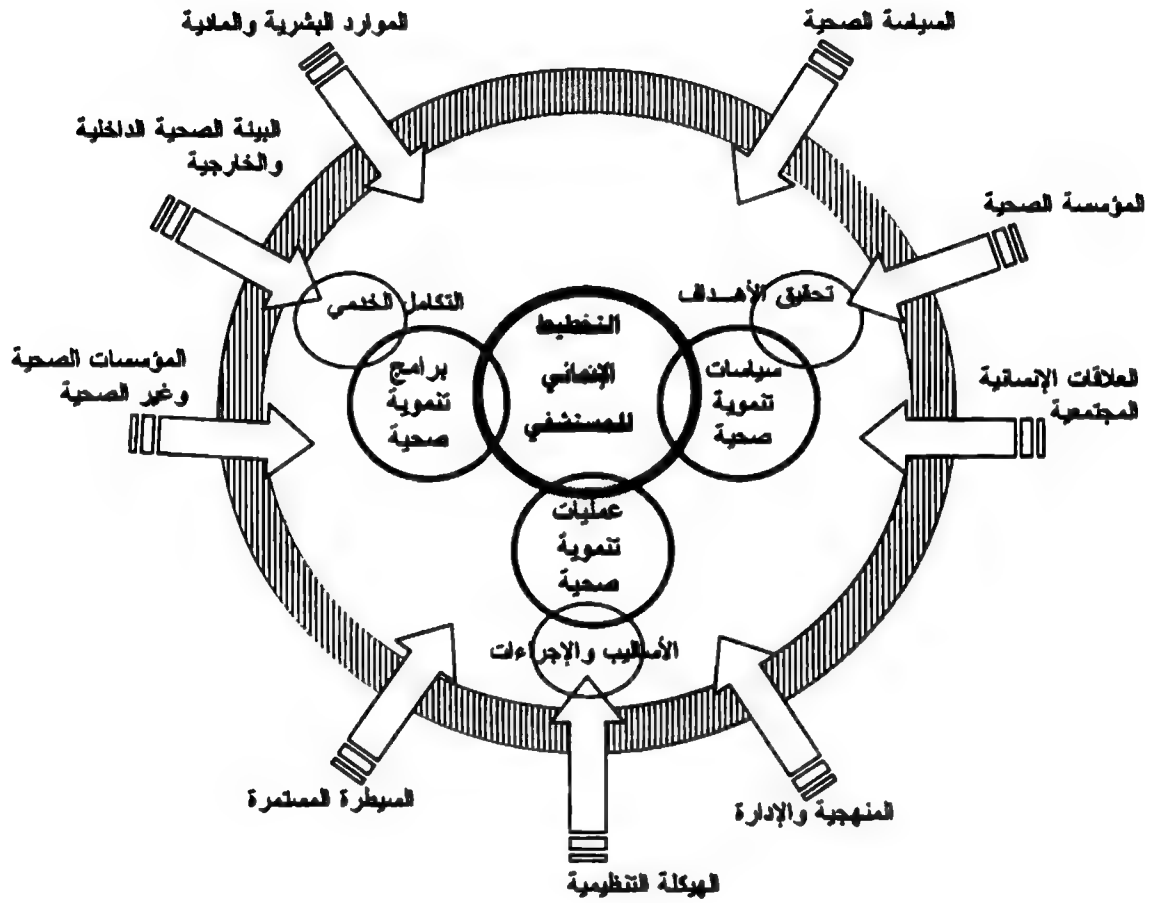 السياسة الصحية
الموارد البشرية والمادية
البيئة الصحية الداخلية
والخارجية
المؤسسة الصحية
تحقيق الأهداف
التكامل الخدمي
التخطيط
الإنمائي
للمستشفي
سياسات
تنموية
صحية
برامج
تنموية
صحية
العلاقات الإنسانية
المجتمعية
المؤسسات الصحية
وغير الصحية
عمليات
تنموية
صحية
الأساليب والإجراءات
المنهجية والإدارة
السيطرة المستمرة
الهيكلة التنظيمية